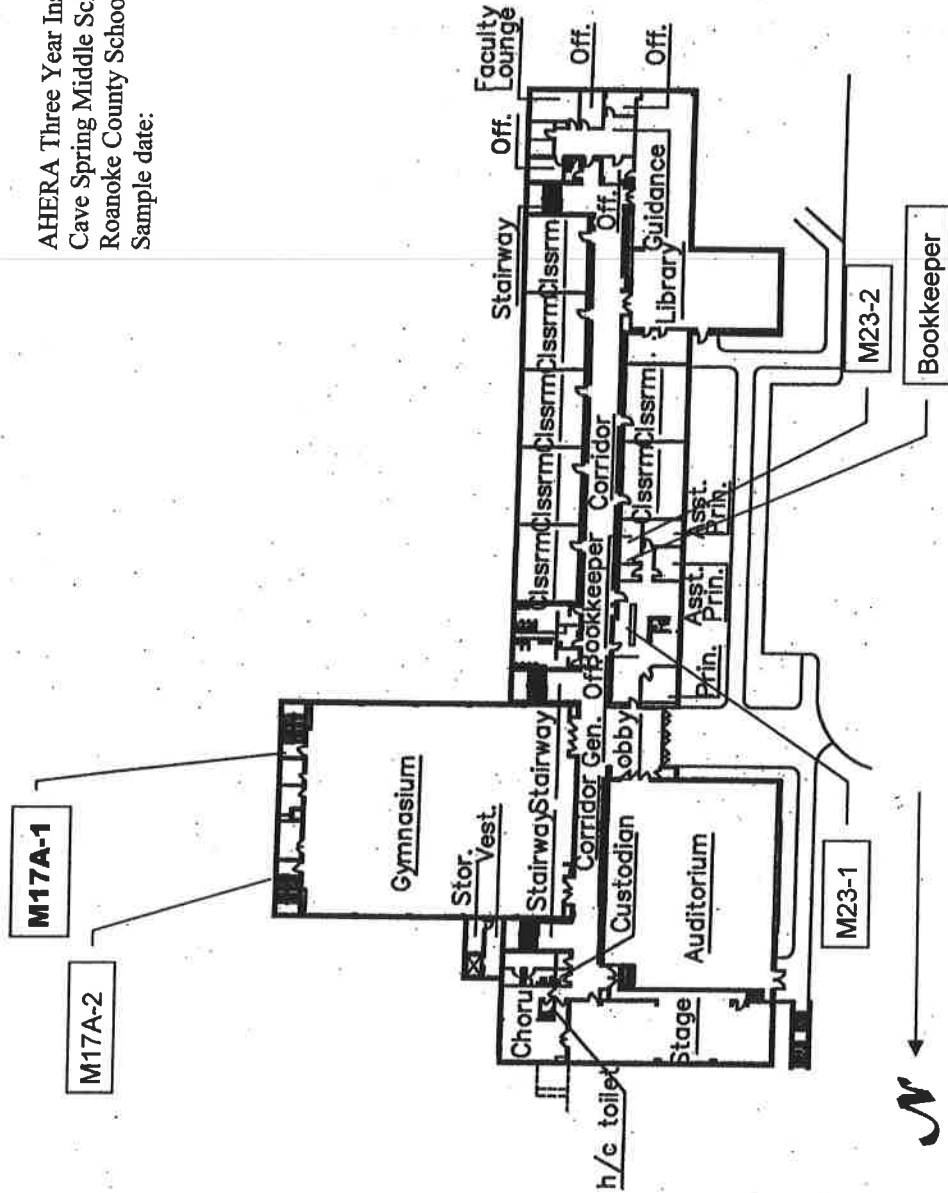 AHERA Three Year Ins
Cave Spring Middle Sc
Roanoke County Schoo
Sample date:
M17A-1
M17A-2
Faculty
Lounge
Off.
Off.
Off.
Stairway
Off.
Guidance
Library
Clssrm
Clssrm
Clssrm
Clssrm
Clssrm
Corridor
Clssrm
Clssrm
Bookkeeper
Gen. Off.
Asst.
Prin.
Asst.
Prin.
Prin.
Lobby
Gymnasium
Stor.
Vest.
Stairway
Stairway
Corridor
Custodian
Auditorium
Choru
Stage
h/c toilet
M23-2
Bookkeeper
M23-1
N